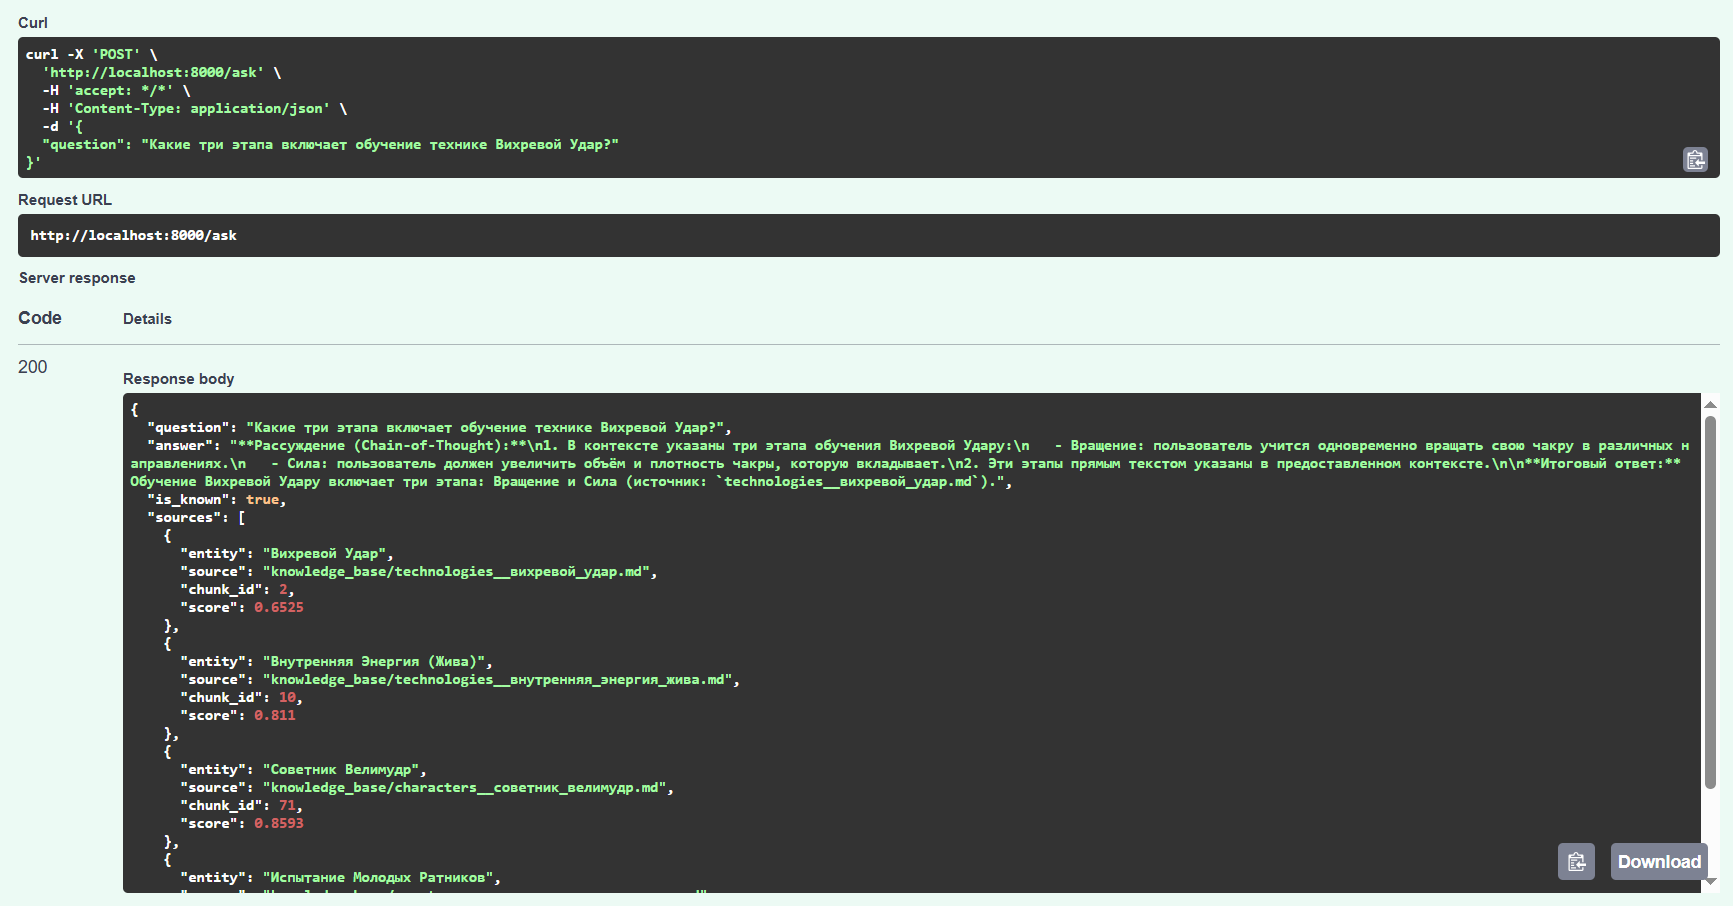 Curl
curl -X 'POST' \
  'http://localhost:8000/ask' \
  -H 'accept: */*' \
  -H 'Content-Type: application/json' \
  -d '{
  "question": "Какие три этапа включает обучение технике Вихревой Удар?"
}'
Request URL
http://localhost:8000/ask
Server response
Code Details
200
Response body
{
  "question": "Какие три этапа включает обучение технике Вихревой Удар?",
  "answer": "**Рассуждение (Chain-of-Thought):**\n1. В контексте указаны три этапа обучения Вихревой Удару:\n   - Вращение: пользователь учится одновременно вращать свою чакру в различных н
аправлениях.\n   - Сила: пользователь должен увеличить объём и плотность чакры, которую вкладывает.\n2. Эти этапы прямым текстом указаны в предоставленном контексте.\n\n**Итоговый ответ:**
Обучение Вихревой Удару включает три этапа: Вращение и Сила (источник: `technologies__вихревой_удар.md`).",
  "is_known": true,
  "sources": [
    {
      "entity": "Вихревой Удар",
      "source": "knowledge_base/technologies__вихревой_удар.md",
      "chunk_id": 2,
      "score": 0.6525
    },
    {
      "entity": "Внутренняя Энергия (Жива)",
      "source": "knowledge_base/technologies__внутренняя_энергия_жива.md",
      "chunk_id": 10,
      "score": 0.811
    },
    {
      "entity": "Советник Велимудр",
      "source": "knowledge_base/characters__советник_велимудр.md",
      "chunk_id": 71,
      "score": 0.8593
    },
    {
      "entity": "Испытание Молодых Ратников",
Download